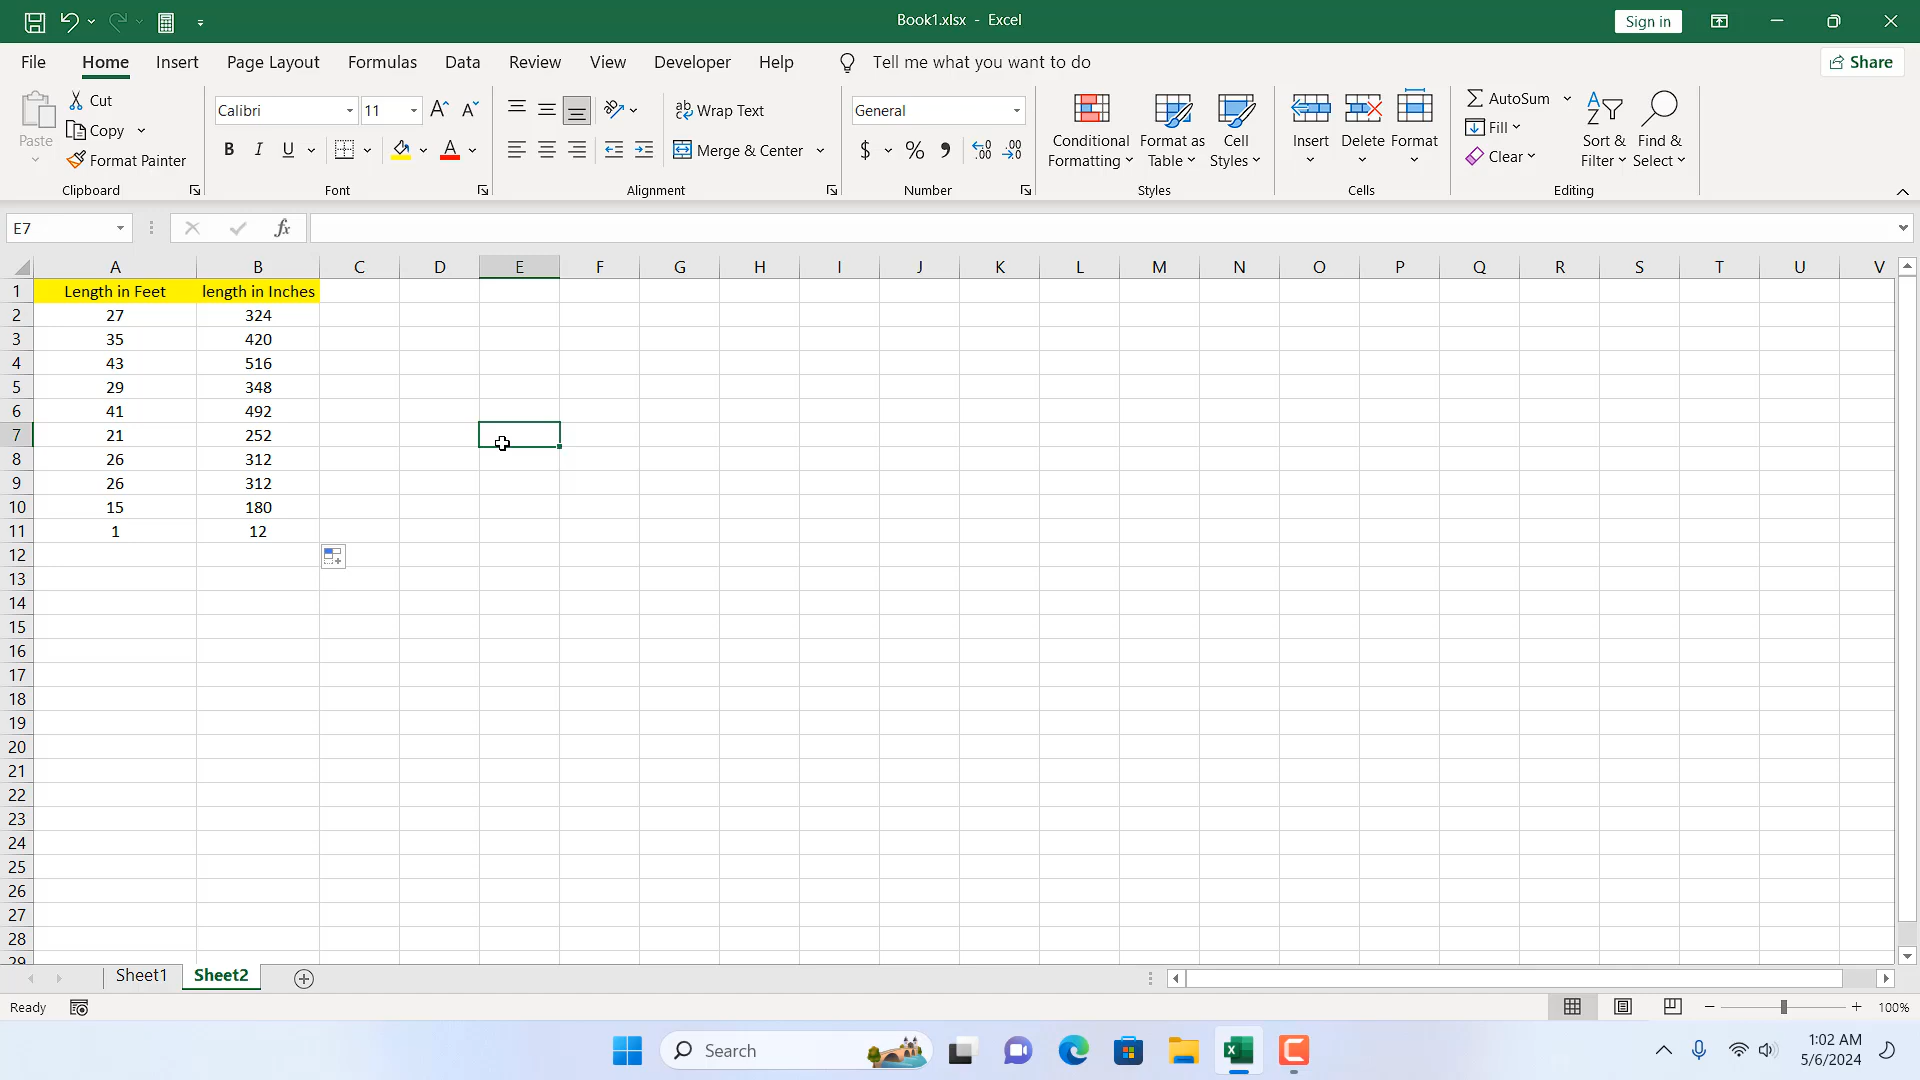 Book1.xlsx - Excel
Sign in
File Home Insert Page Layout Formulas Data Review View Developer Help Tell me what you want to do Share
Paste
Cut
Copy
Format Painter
Clipboard
Calibri 11
B I U A
Font
Wrap Text
Merge & Center
Alignment
General
$ % 9 .00
Number
Conditional Formatting
Format as Table
Cell Styles
Styles
Insert Delete Format
Cells
AutoSum
Fill
Clear
Sort & Filter
Find & Select
Editing
E7 fx
A B C D E F G H I J K L M N O P Q R S T U V
1 Length in Feet length in Inches
2 27 324
3 35 420
4 43 516
5 29 348
6 41 492
7 21 252
8 26 312
9 26 312
10 15 180
11 1 12
12
13
14
15
16
17
18
19
20
21
22
23
24
25
26
27
28
29
Sheet1 Sheet2
Ready 100%
Search
1:02 AM
5/6/2024